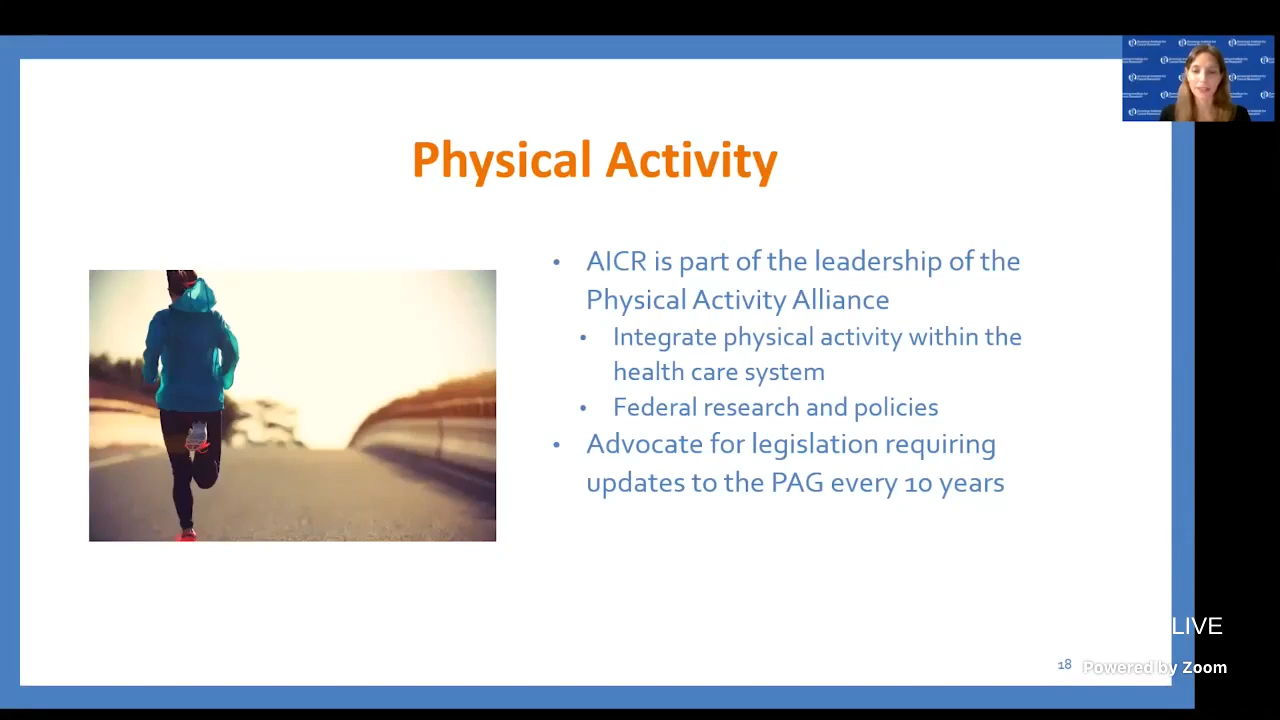 Physical Activity
• AICR is part of the leadership of the
Physical Activity Alliance
• Integrate physical activity within the
health care system
• Federal research and policies
• Advocate for legislation requiring
updates to the PAG every 10 years
LIVE
18
Powered by Zoom